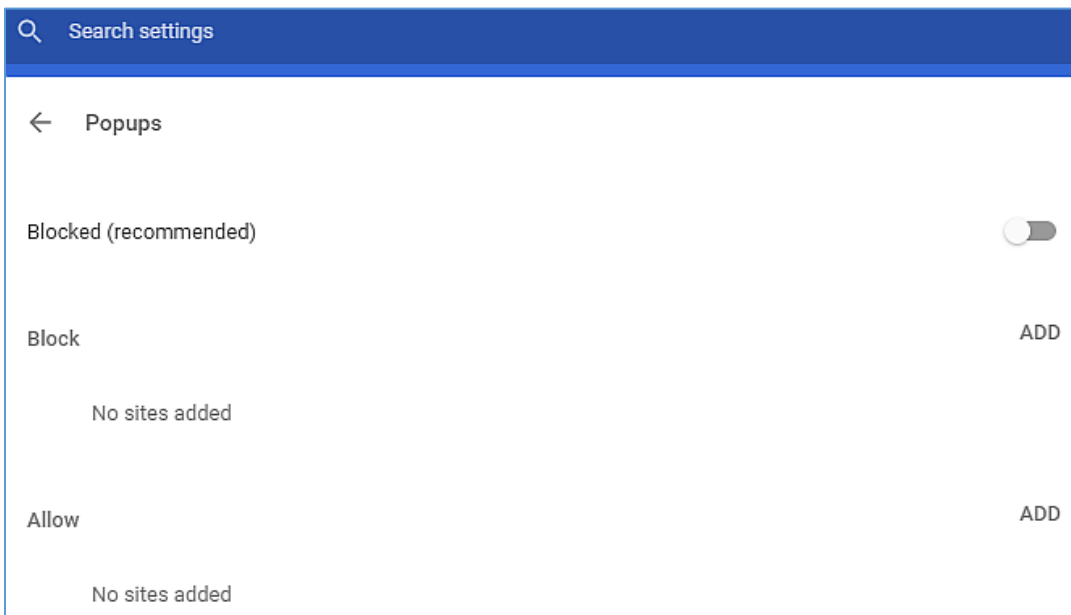 Search settings
Popups
Blocked (recommended)
Block
ADD
No sites added
Allow
ADD
No sites added